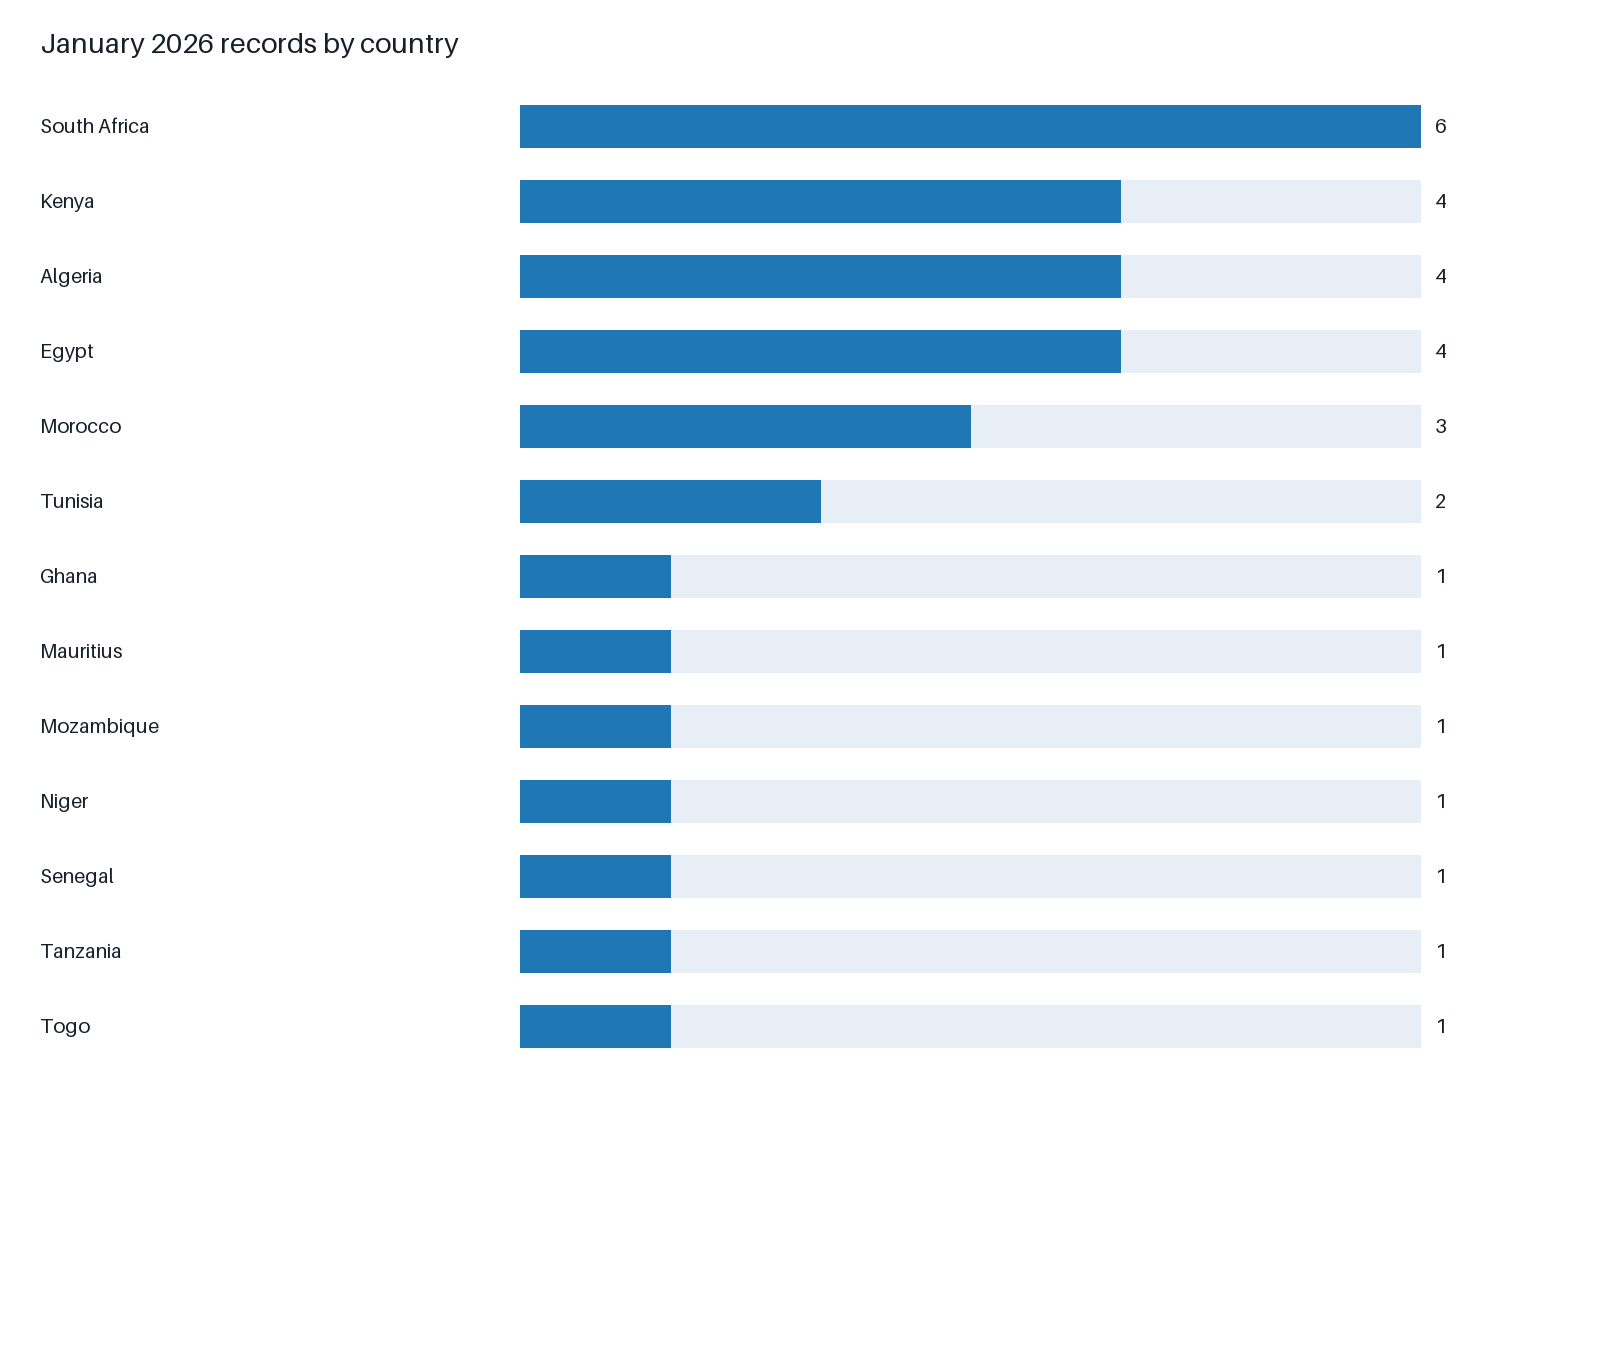 January 2026 records by country
South Africa 6
Kenya 4
Algeria 4
Egypt 4
Morocco 3
Tunisia 2
Ghana 1
Mauritius 1
Mozambique 1
Niger 1
Senegal 1
Tanzania 1
Togo 1